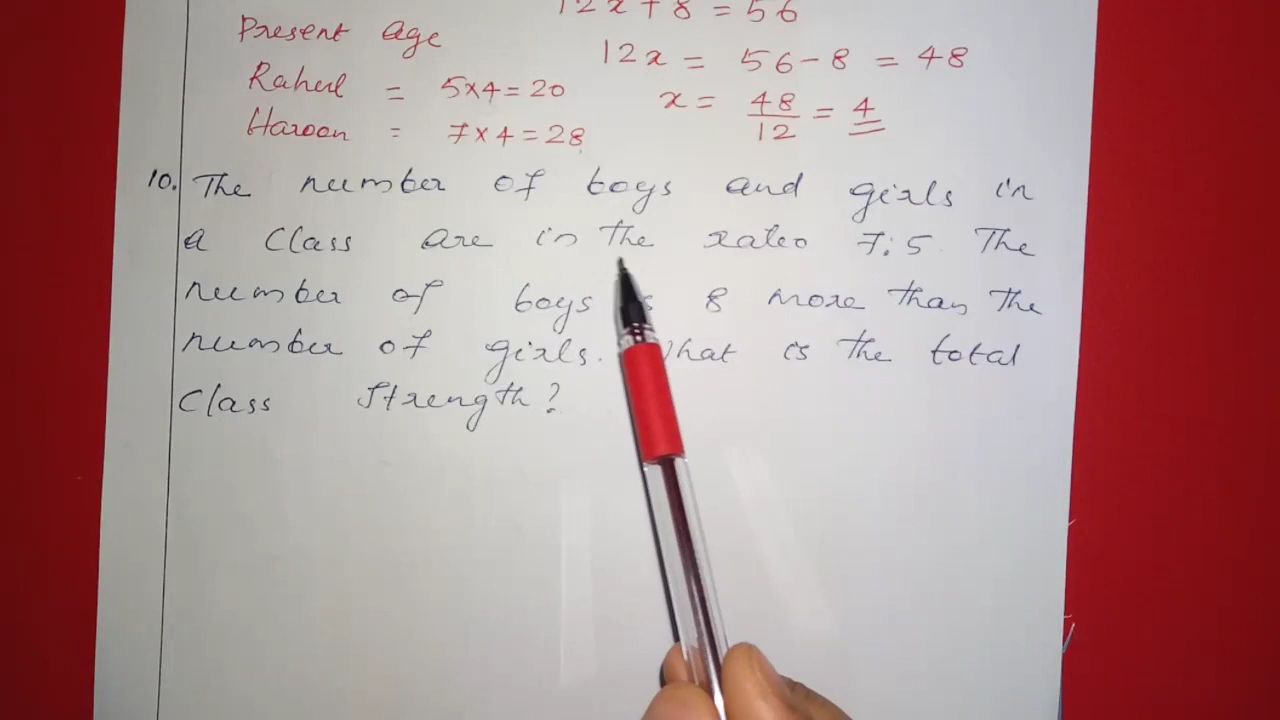 12x+8 = 56
Present age
12x = 56-8 = 48
Rahul = 5x4=20
x = 48/12 = 4
Haroon = 7x4=28
10. The number of boys and girls in
a class are in the ratio 7:5. The
number of boys is 8 more than the
number of girls. What is the total
class strength?